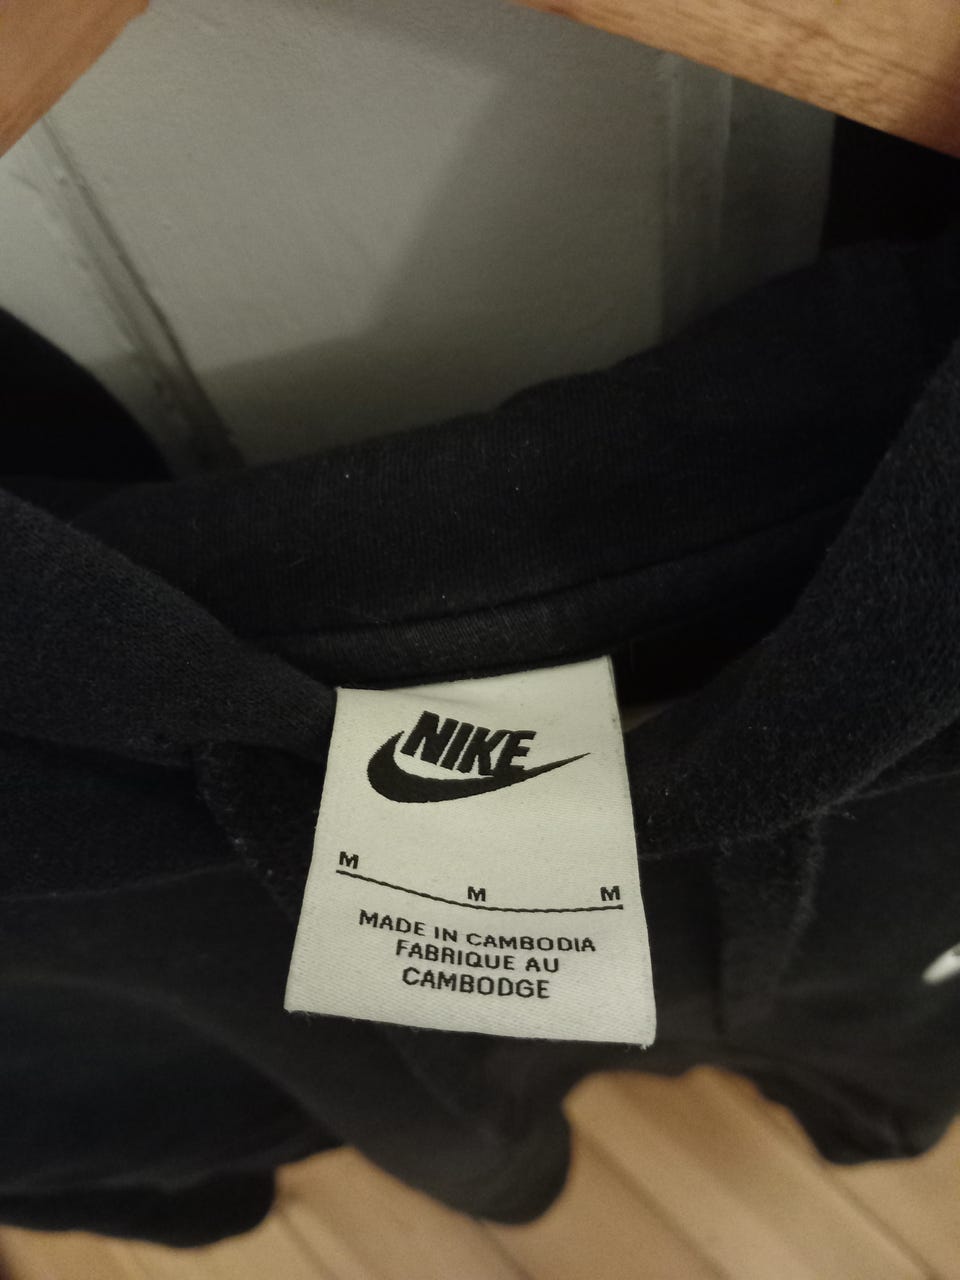 NIKE
M M M
MADE IN CAMBODIA
FABRIQUE AU
CAMBODGE